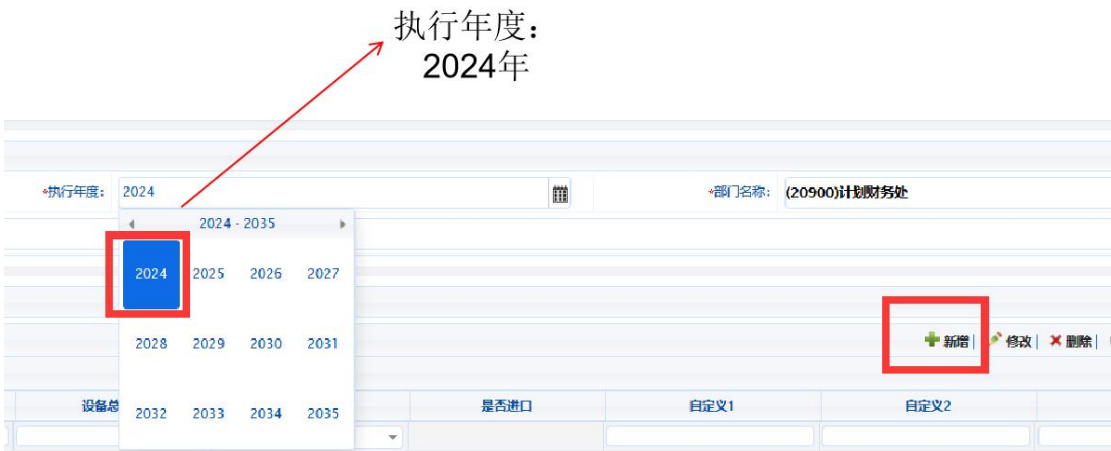 执行年度：
2024年
*执行年度： 2024 *部门名称： (20900)计划财务处
2024 - 2035
2024 2025 2026 2027
2028 2029 2030 2031
2032 2033 2034 2035
新增 | 修改 | 删除 |
设备总 是否进口 自定义1 自定义2